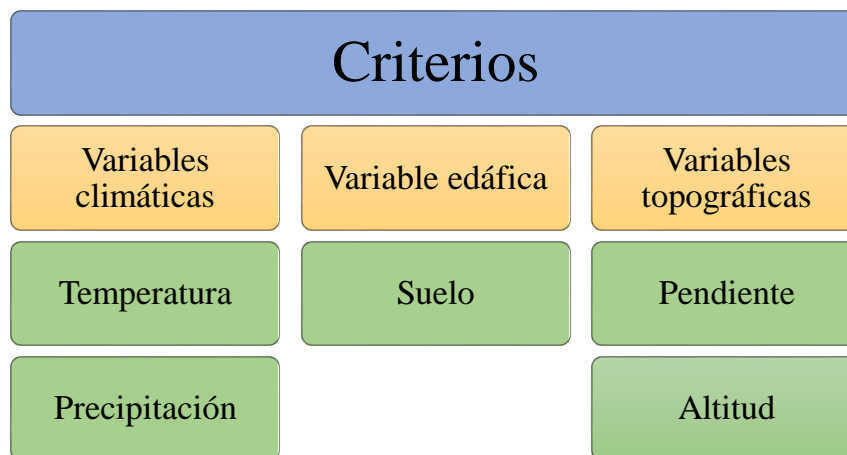 Criterios
Variables
climáticas
Variable edáfica
Variables
topográficas
Temperatura
Suelo
Pendiente
Precipitación
Altitud